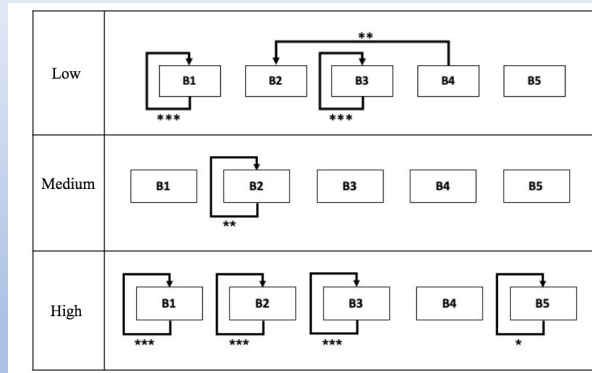 **
Low
B1 B2 B3 B4 B5
*** ***
Medium
B1 B2 B3 B4 B5
**
High
B1 B2 B3 B4 B5
*** *** *** *